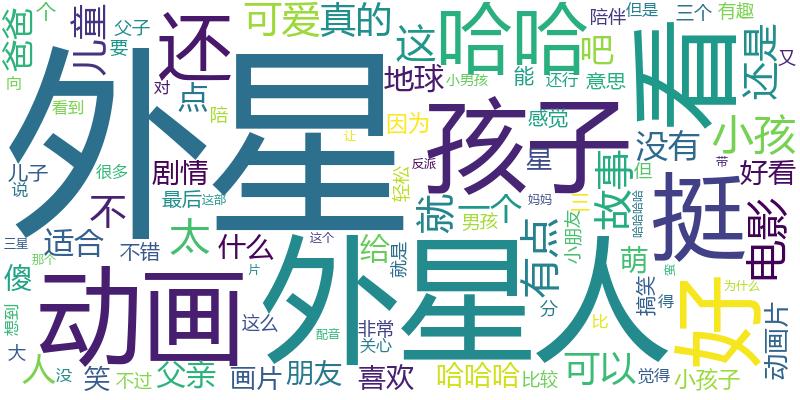 爸爸
个
儿童
父子
要
还
可爱
真的
哈哈
陪伴
但是
三个
有趣
这
吧
看
还是
向
外星
对
点
地球
小男孩
能
还行
意思
看到
陪
因为
感觉
孩子
没有
小孩
儿子
说
很多
剧情
让
反派
星
但
带
好看
不
最后
这部
轻松
就
一个
妈妈
男孩
三
故事
哈哈哈哈
挺
电影
三星
那个
适合
不错
太
什么
这个
给
就是
有点
小朋友
萌
蛮
傻
动画
片
外星人
搞笑
得
好
为什么
想到
这么
配音
非常
关心
分
比
动画片
大
人
没
笑
不过
父亲
画片
朋友
喜欢
哈哈哈
比较
可以
觉得
小孩子